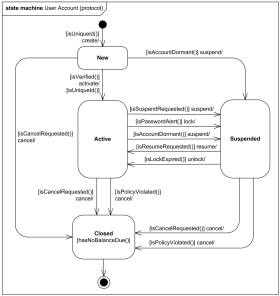 state machine User Account {protocol}
[isUniqueId()]
create/
New
[isAccountDormant] suspend/
[isVerified()]
activate/
[isUniqueId()]
[isSuspendRequested()] suspend/
[isPasswordAlert()] lock/
[isCancelRequested()]
cancel/
[isAccountDormant()] suspend/
Active
Suspended
[isResumeRequested()] resume/
[isLockExpired()] unlock/
[isCancelRequested()]
cancel/
[isPolicyViolated()]
cancel/
Closed
[hasNoBalanceDue()]
[isCancelRequested()] cancel/
[isPolicyViolated()] cancel/